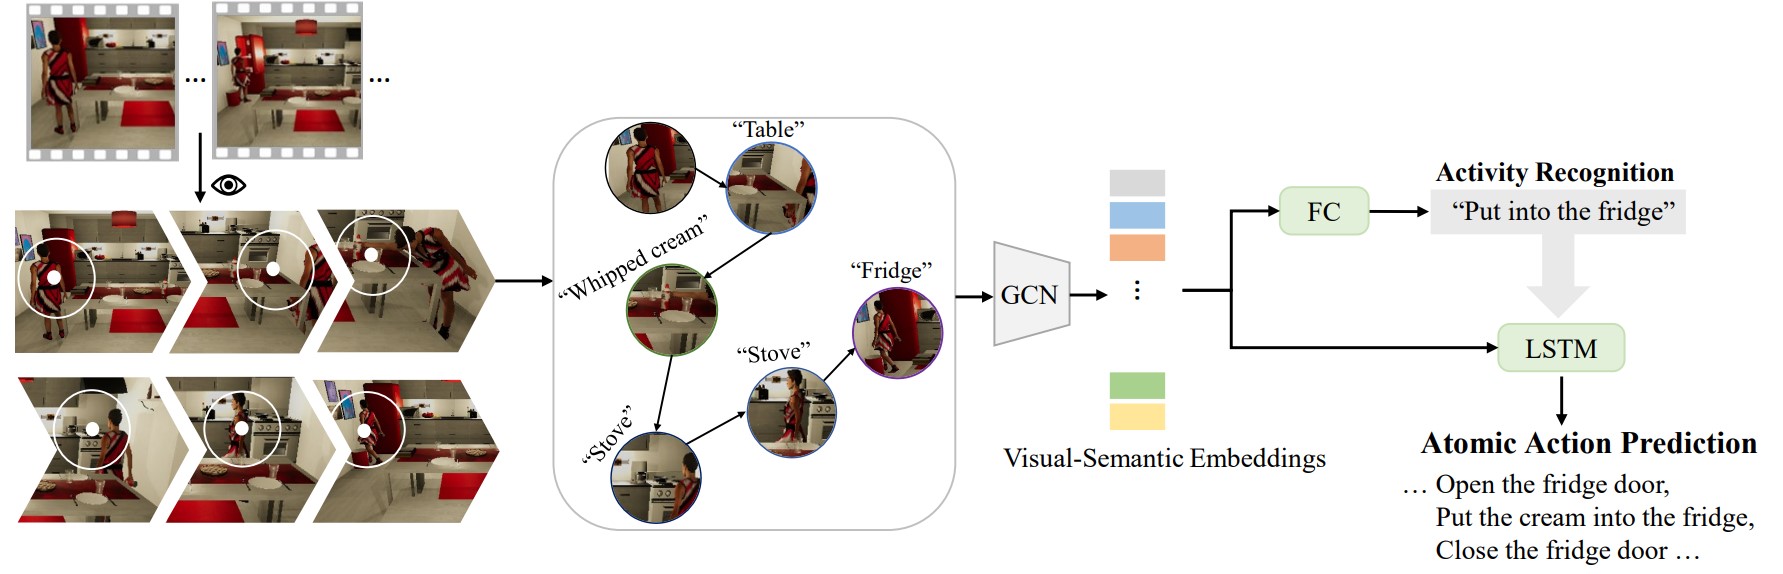 ...
...
“Table”
“Whipped cream”
“Fridge”
“Stove”
“Stove”
GCN
⋮
Visual-Semantic Embeddings
FC
Activity Recognition
“Put into the fridge”
LSTM
Atomic Action Prediction
… Open the fridge door,
Put the cream into the fridge,
Close the fridge door …